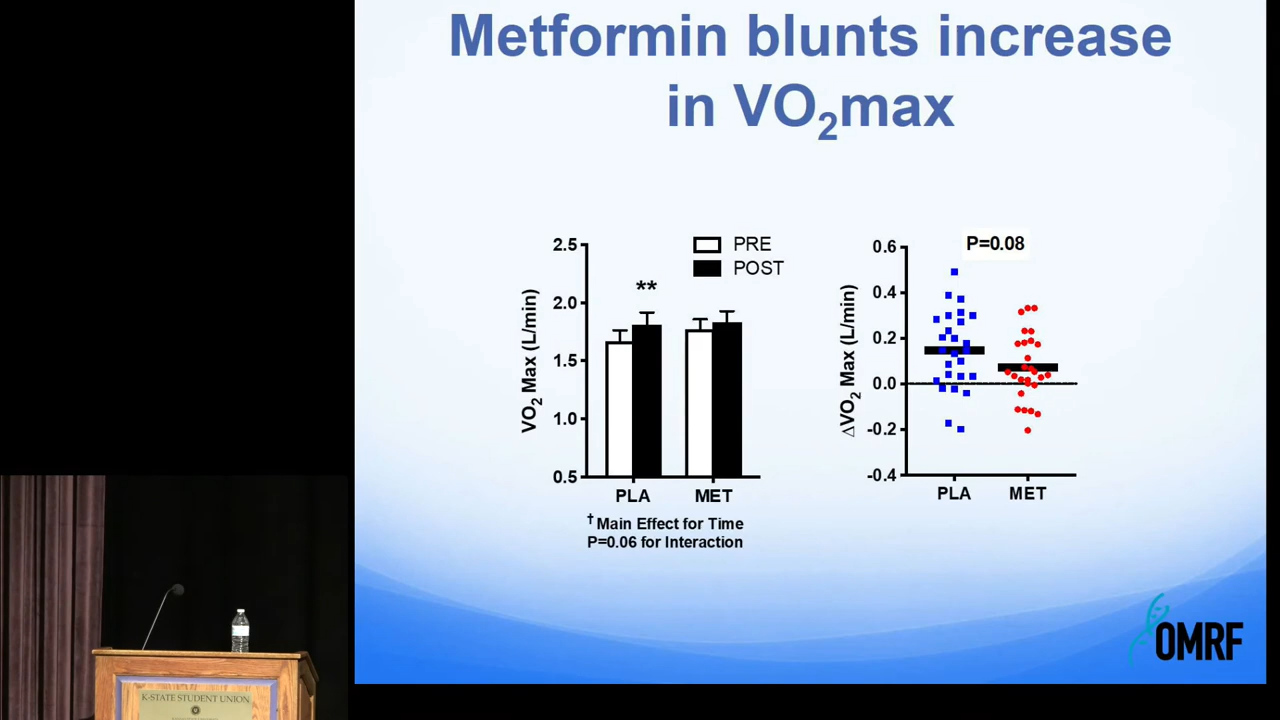 Metformin blunts increase
in VO₂max
2.5
2.0
1.5
1.0
0.5
VO₂ Max (L/min)
**
PRE
POST
PLA
MET
†Main Effect for Time
P=0.06 for Interaction
P=0.08
0.6
0.4
0.2
0.0
-0.2
-0.4
ΔVO₂ Max (L/min)
PLA
MET
OMRF
K-STATE STUDENT UNION